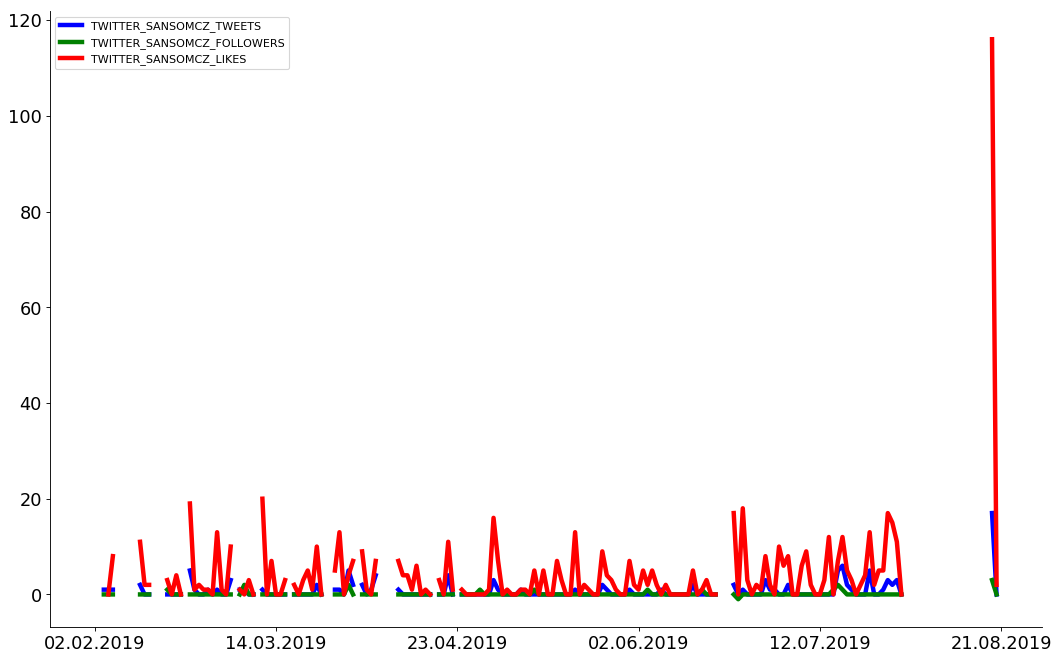 120
TWITTER_SANSOMCZ_TWEETS
TWITTER_SANSOMCZ_FOLLOWERS
TWITTER_SANSOMCZ_LIKES
100
80
60
40
20
0
02.02.2019 14.03.2019 23.04.2019 02.06.2019 12.07.2019 21.08.2019